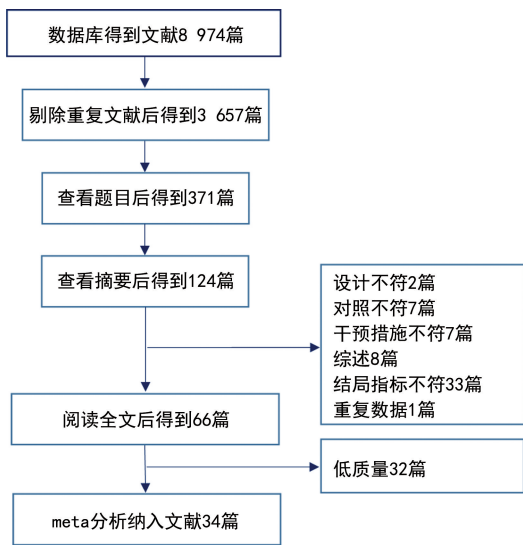 数据库得到文献8 974篇
剔除重复文献后得到3 657篇
查看题目后得到371篇
查看摘要后得到124篇
设计不符2篇
对照不符7篇
干预措施不符7篇
综述8篇
结局指标不符33篇
重复数据1篇
阅读全文后得到66篇
低质量32篇
meta分析纳入文献34篇